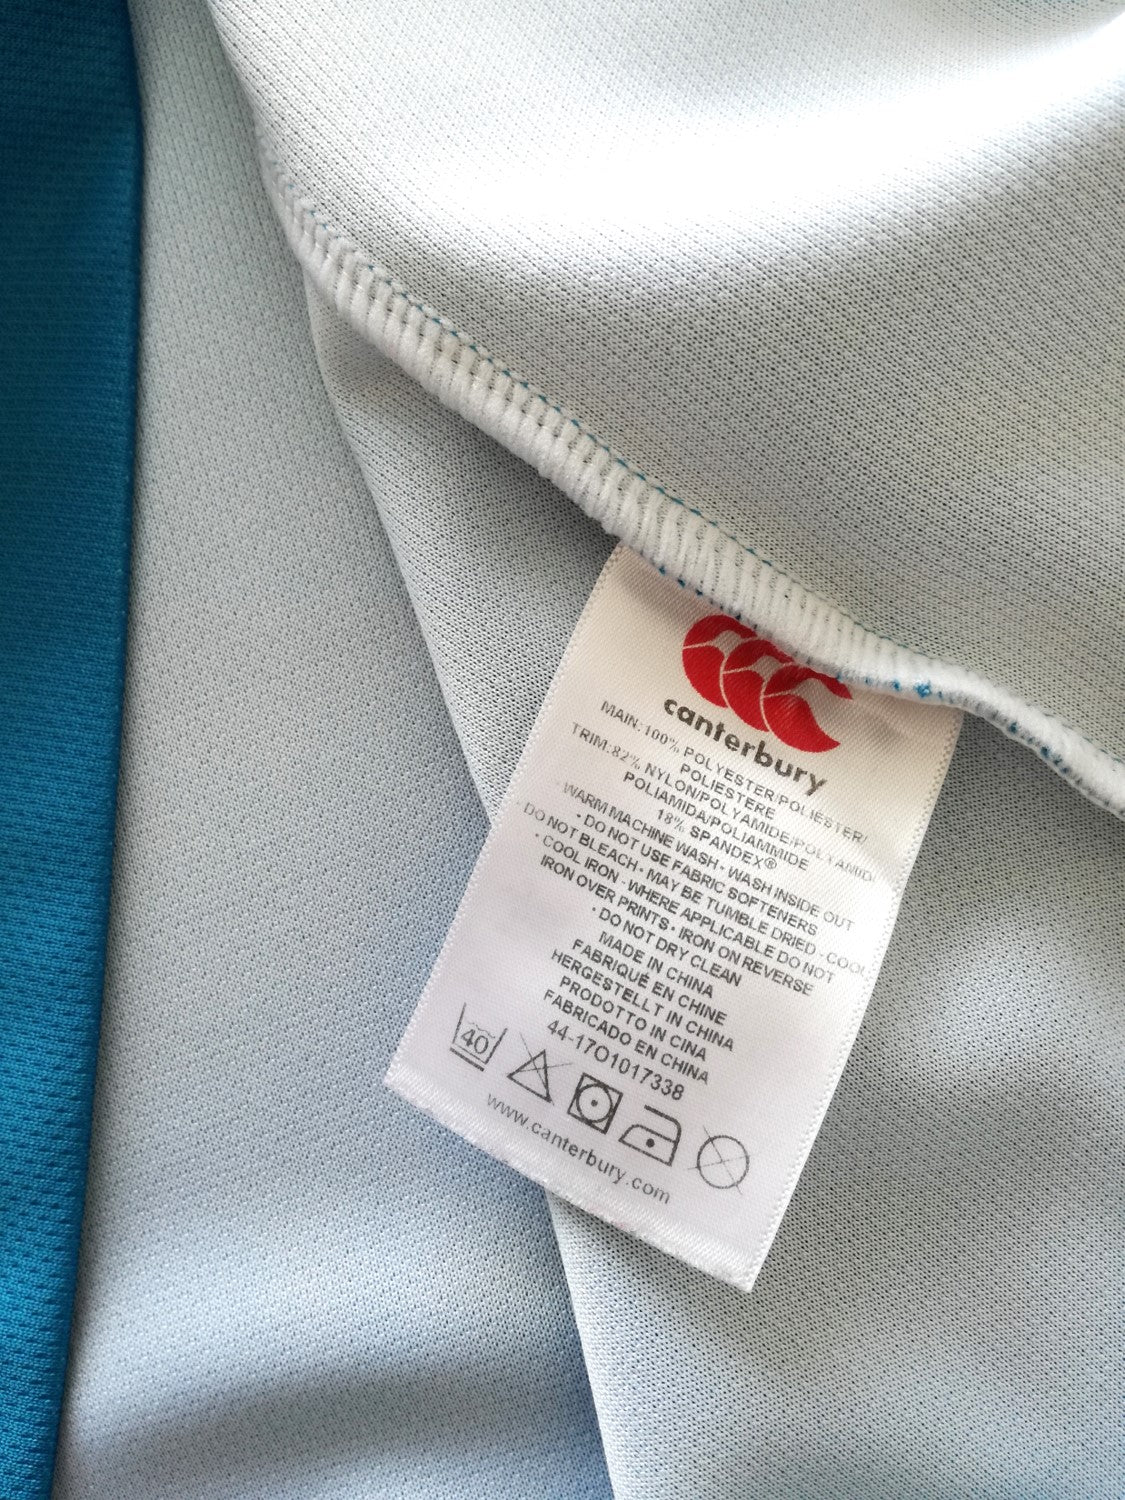 canterbury
MAIN:100% POLYESTER/POLIESTER/
POLIESTERE
TRIM:82% NYLON/POLYAMIDE/POLYAMID/
POLIAMIDA/POLIAMMIDE
18% SPANDEX®
· WARM MACHINE WASH · WASH INSIDE OUT
· DO NOT USE FABRIC SOFTENERS
· DO NOT BLEACH · MAY BE TUMBLE DRIED · COOL
· COOL IRON · WHERE APPLICABLE DO NOT
IRON OVER PRINTS · IRON ON REVERSE
· DO NOT DRY CLEAN
MADE IN CHINA
FABRIQUÉ EN CHINE
HERGESTELLT IN CHINA
PRODOTTO IN CINA
FABRICADO EN CHINA
44-17O1017338
40
www.canterbury.com